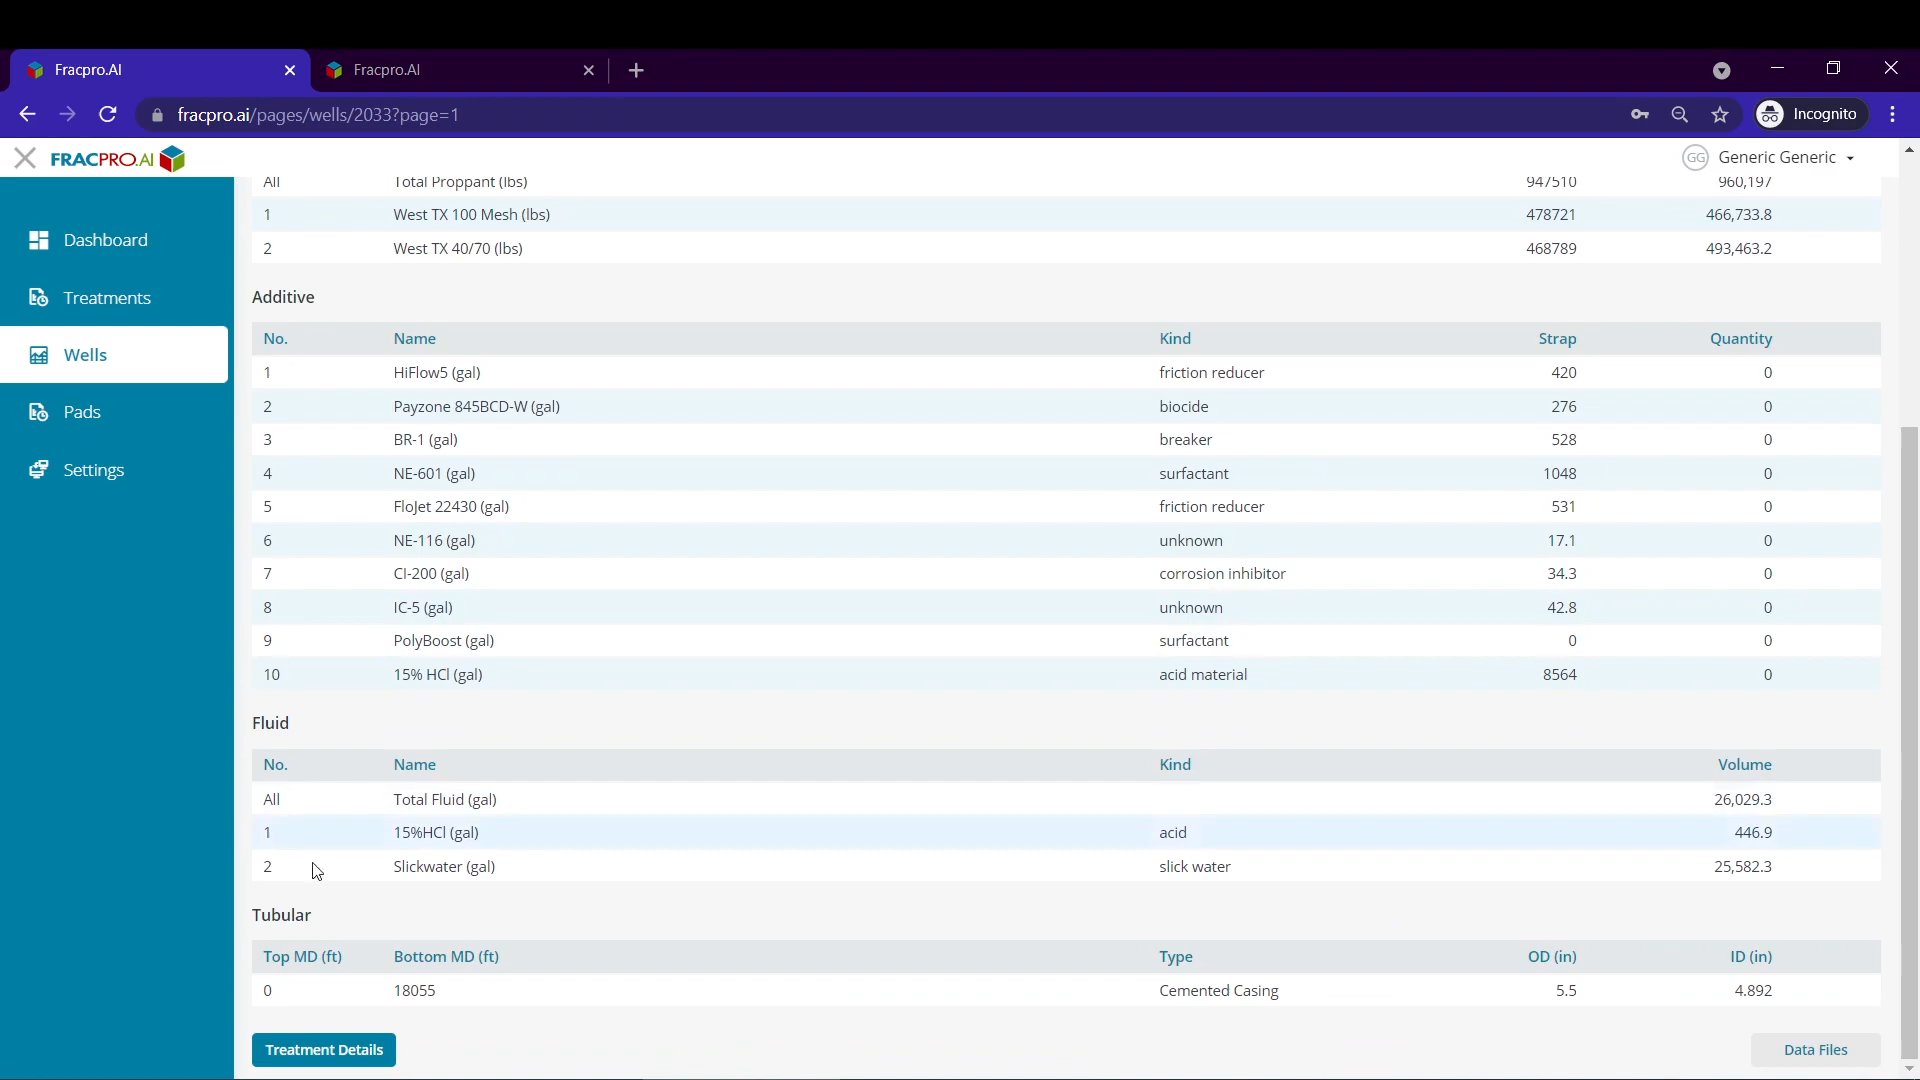 Fracpro.AI
Fracpro.AI
fracpro.ai/pages/wells/2033?page=1
Incognito
FRACPRO.AI
GG Generic Generic
Dashboard
Treatments
Wells
Pads
Settings
All Total Proppant (lbs) 947510 960,197
1 West TX 100 Mesh (lbs) 478721 466,733.8
2 West TX 40/70 (lbs) 468789 493,463.2
Additive
No. Name Kind Strap Quantity
1 HiFlow5 (gal) friction reducer 420 0
2 Payzone 845BCD-W (gal) biocide 276 0
3 BR-1 (gal) breaker 528 0
4 NE-601 (gal) surfactant 1048 0
5 FloJet 22430 (gal) friction reducer 531 0
6 NE-116 (gal) unknown 17.1 0
7 CI-200 (gal) corrosion inhibitor 34.3 0
8 IC-5 (gal) unknown 42.8 0
9 PolyBoost (gal) surfactant 0 0
10 15% HCl (gal) acid material 8564 0
Fluid
No. Name Kind Volume
All Total Fluid (gal) 26,029.3
1 15%HCl (gal) acid 446.9
2 Slickwater (gal) slick water 25,582.3
Tubular
Top MD (ft) Bottom MD (ft) Type OD (in) ID (in)
0 18055 Cemented Casing 5.5 4.892
Treatment Details
Data Files